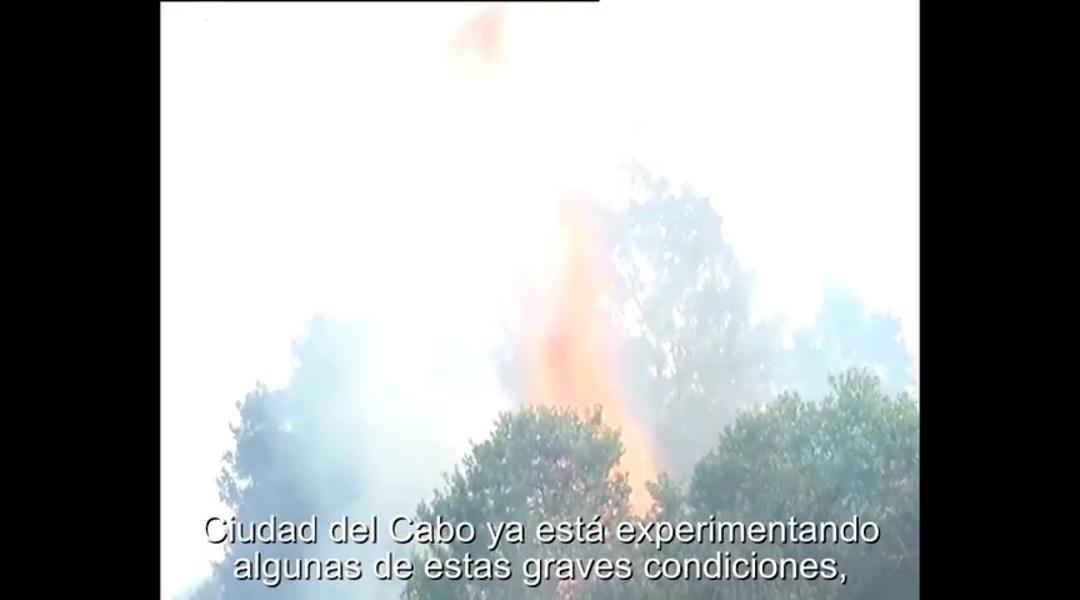 Ciudad del Cabo ya está experimentando
algunas de estas graves condiciones,